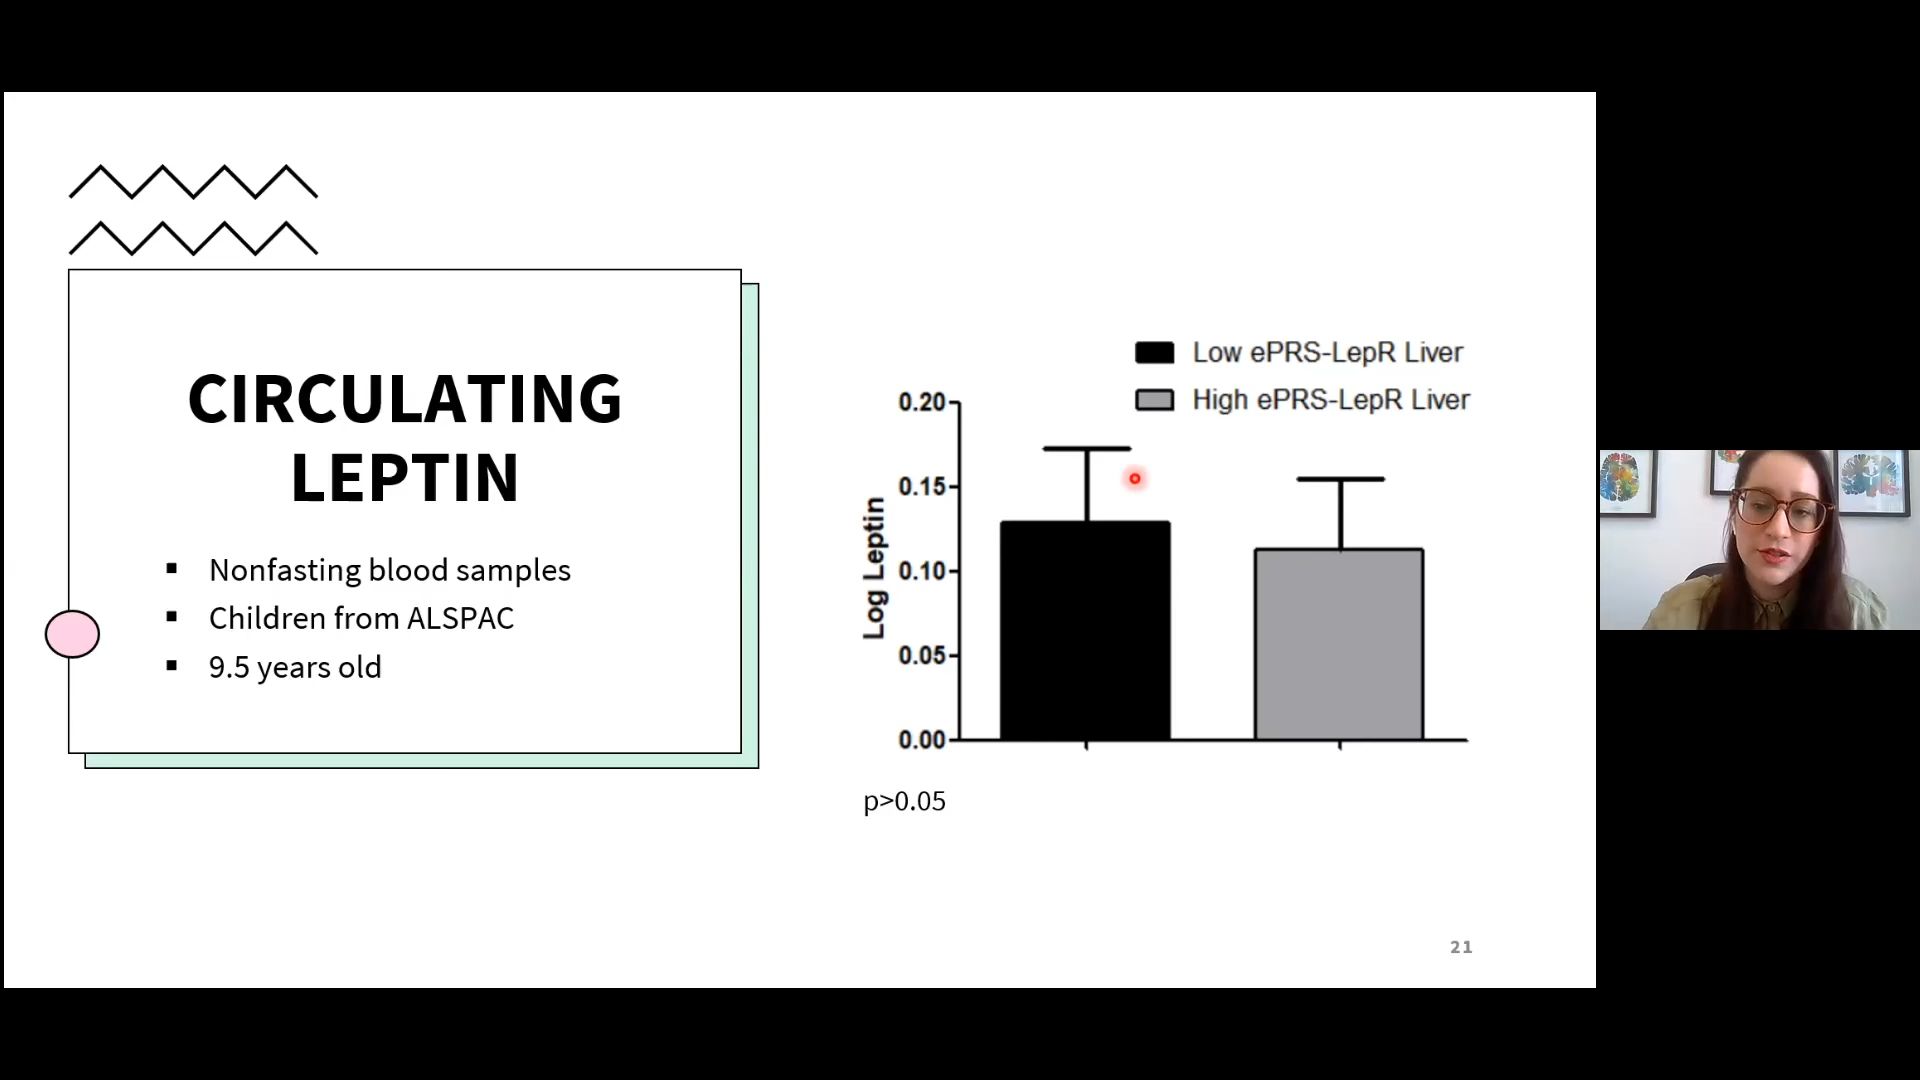 CIRCULATING
LEPTIN
▪ Nonfasting blood samples
▪ Children from ALSPAC
▪ 9.5 years old
Low ePRS-LepR Liver
High ePRS-LepR Liver
0.20
0.15
0.10
0.05
0.00
Log Leptin
p>0.05
21